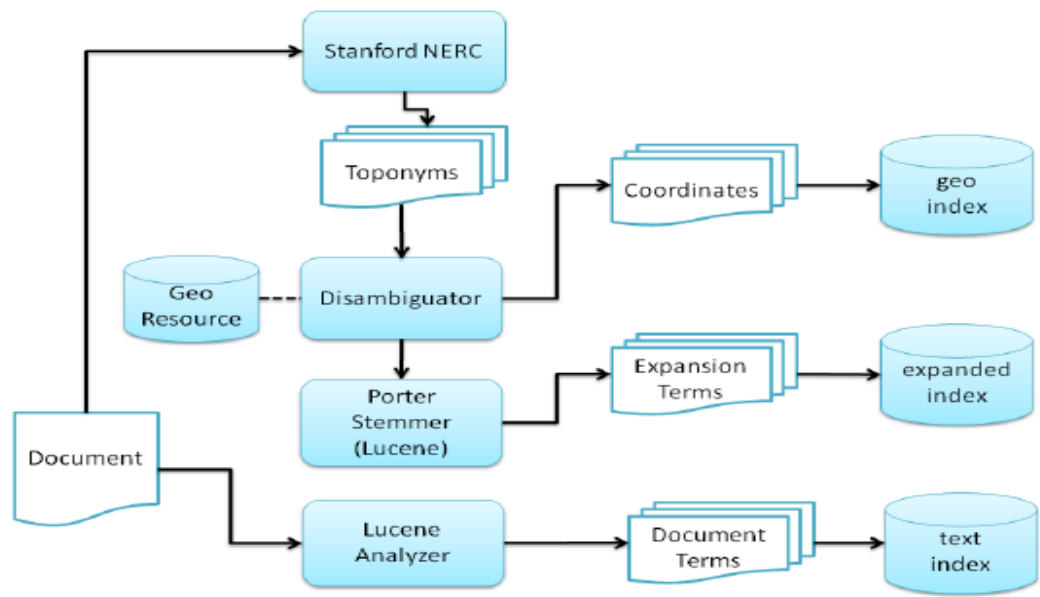 Stanford NERC
Toponyms
Coordinates
geo
index
Geo
Resource
Disambiguator
Expansion
Terms
expanded
index
Porter
Stemmer
(Lucene)
Document
Lucene
Analyzer
Document
Terms
text
index